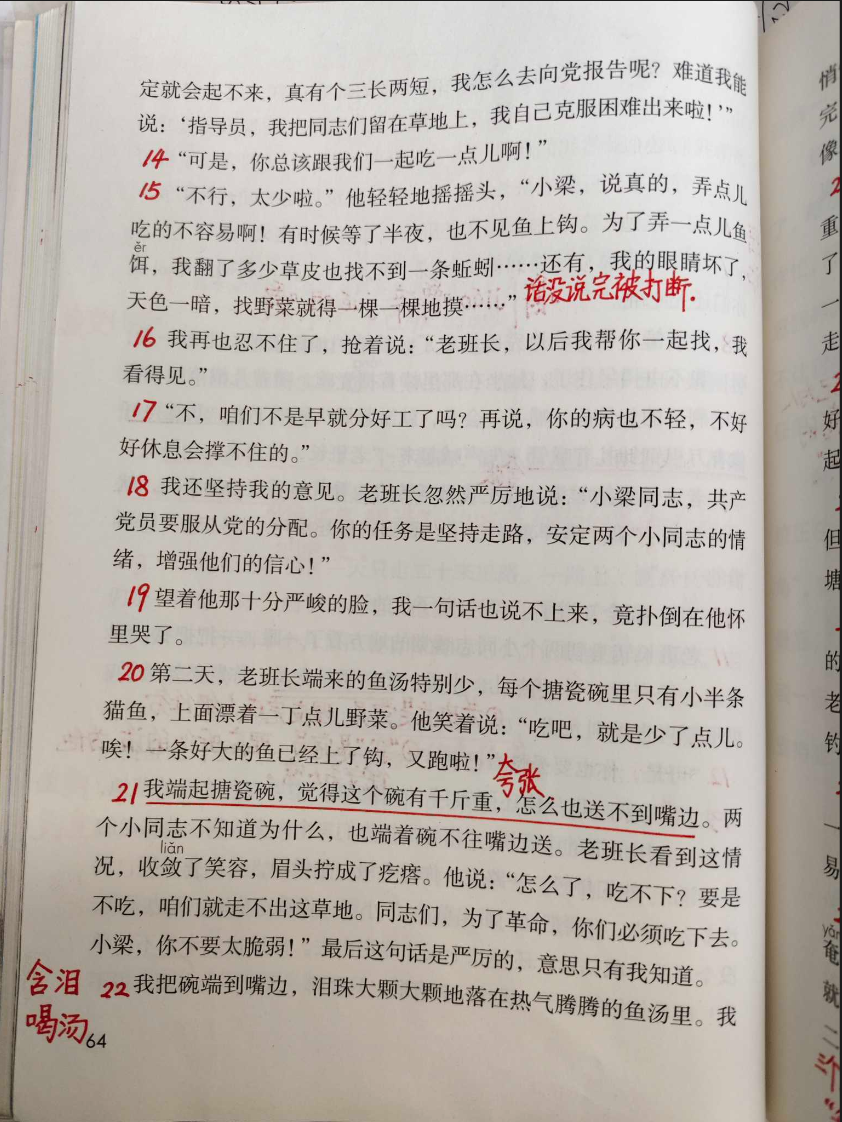 定就会起不来，真有个三长两短，我怎么去向党报告呢？难道我能
说：‘指导员，我把同志们留在草地上，我自己克服困难出来啦！’”
14 “可是，你总该跟我们一起吃一点儿啊！”
15 “不行，太少啦。”他轻轻地摇摇头，“小梁，说真的，弄点儿
吃的不容易啊！有时候等了半夜，也不见鱼上钩。为了弄一点儿鱼
ěr
饵，我翻了多少草皮也找不到一条蚯蚓……还有，我的眼睛坏了，
天色一暗，找野菜就得一棵一棵地摸……” 话没说完被打断.
16 我再也忍不住了，抢着说：“老班长，以后我帮你一起找，我
看得见。”
17 “不，咱们不是早就分好工了吗？再说，你的病也不轻，不好
好休息会撑不住的。”
18 我还坚持我的意见。老班长忽然严厉地说：“小梁同志，共产
党员要服从党的分配。你的任务是坚持走路，安定两个小同志的情
绪，增强他们的信心！”
19 望着他那十分严峻的脸，我一句话也说不上来，竟扑倒在他怀
里哭了。
20 第二天，老班长端来的鱼汤特别少，每个搪瓷碗里只有小半条
猫鱼，上面漂着一丁点儿野菜。他笑着说：“吃吧，就是少了点儿。
唉！一条好大的鱼已经上了钩，又跑啦！”
夸张
21 我端起搪瓷碗，觉得这个碗有千斤重，怎么也送不到嘴边。两
个小同志不知道为什么，也端着碗不往嘴边送。老班长看到这情
liǎn
况，收敛了笑容，眉头拧成了疙瘩。他说：“怎么了，吃不下？要是
不吃，咱们就走不出这草地。同志们，为了革命，你们必须吃下去。
小梁，你不要太脆弱！”最后这句话是严厉的，意思只有我知道。
22 我把碗端到嘴边，泪珠大颗大颗地落在热气腾腾的鱼汤里。我
含泪
喝汤
64
悄
完
像
重
了
一
走
好
起
但
塘
的
老
钓
一
易
奄
就
二